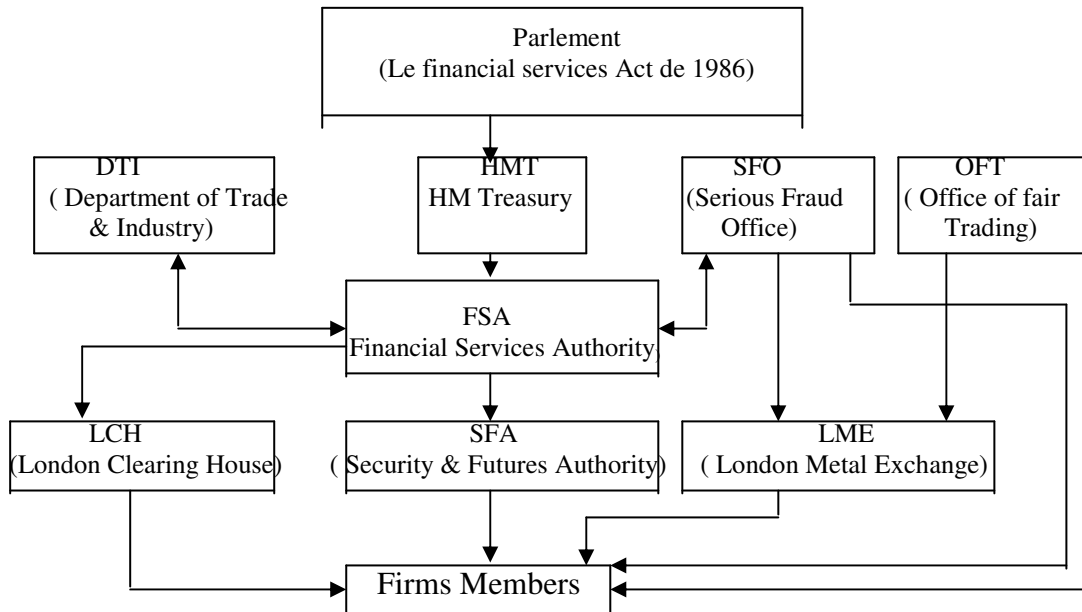 Parlement
(Le financial services Act de 1986)
DTI
( Department of Trade
& Industry)
HMT
HM Treasury
SFO
(Serious Fraud
Office)
OFT
( Office of fair
Trading)
FSA
Financial Services Authority
LCH
(London Clearing House)
SFA
( Security & Futures Authority)
LME
( London Metal Exchange)
Firms Members